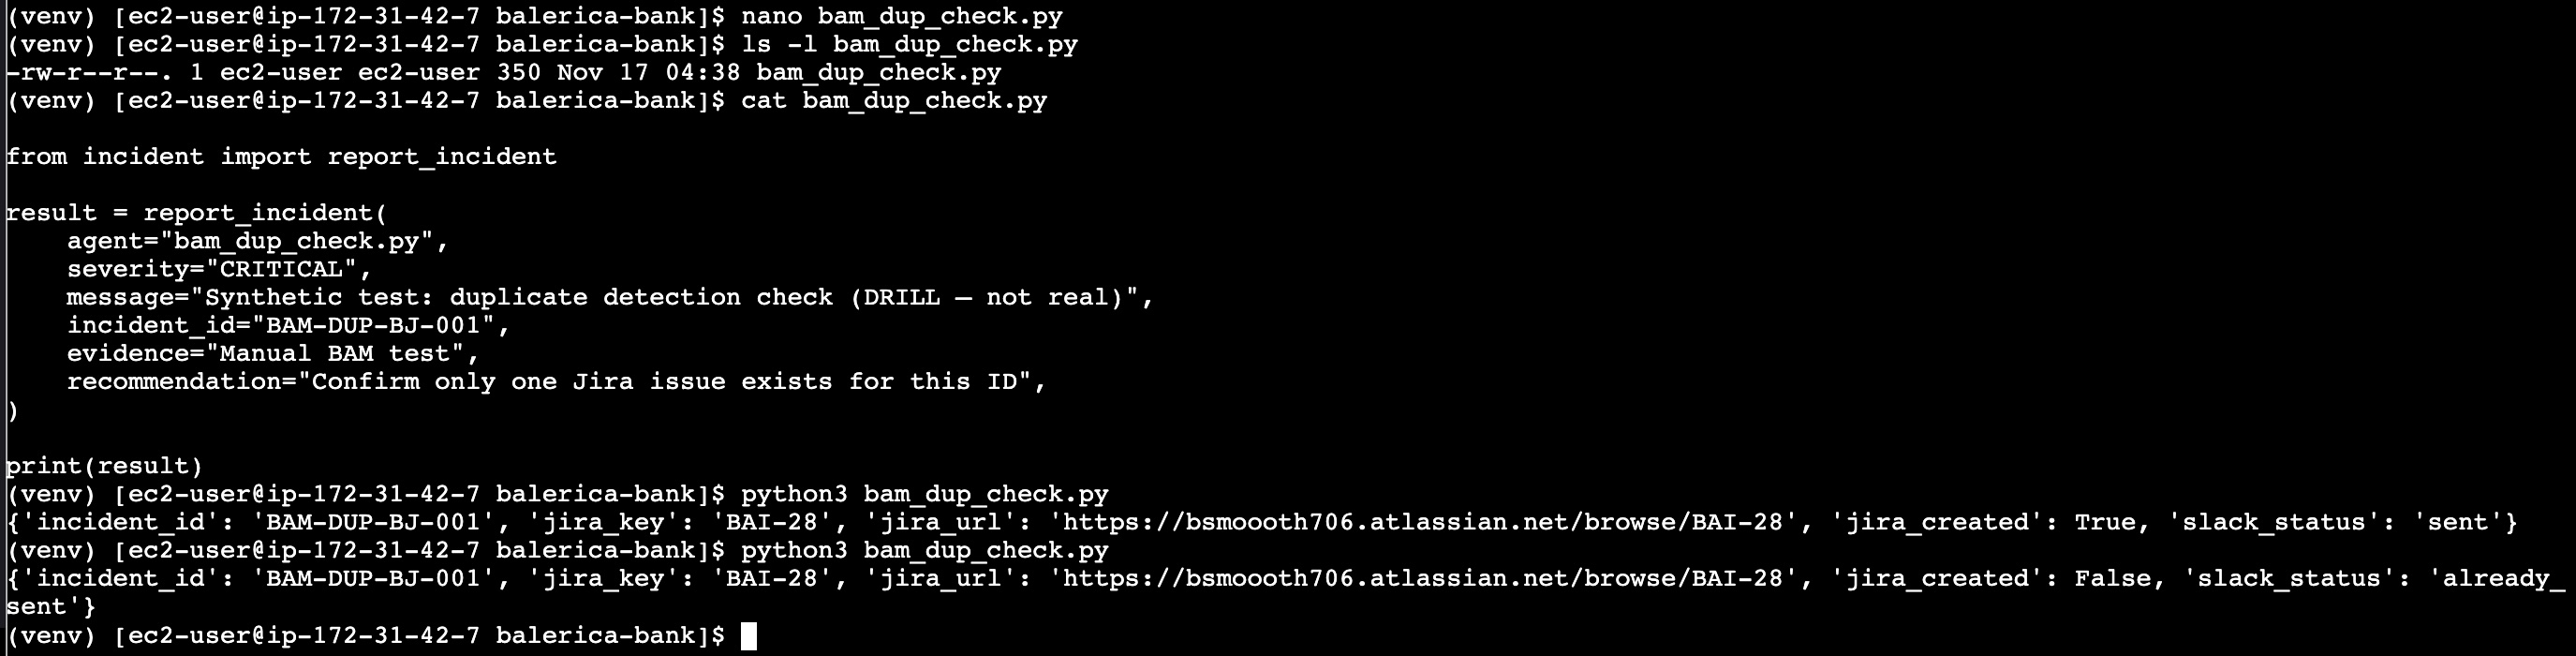 (venv) [ec2-user@ip-172-31-42-7 balerica-bank]$ nano bam_dup_check.py
(venv) [ec2-user@ip-172-31-42-7 balerica-bank]$ ls -l bam_dup_check.py
-rw-r--r--. 1 ec2-user ec2-user 350 Nov 17 04:38 bam_dup_check.py
(venv) [ec2-user@ip-172-31-42-7 balerica-bank]$ cat bam_dup_check.py
from incident import report_incident
result = report_incident(
    agent="bam_dup_check.py",
    severity="CRITICAL",
    message="Synthetic test: duplicate detection check (DRILL — not real)",
    incident_id="BAM-DUP-BJ-001",
    evidence="Manual BAM test",
    recommendation="Confirm only one Jira issue exists for this ID",
)
print(result)
(venv) [ec2-user@ip-172-31-42-7 balerica-bank]$ python3 bam_dup_check.py
{'incident_id': 'BAM-DUP-BJ-001', 'jira_key': 'BAI-28', 'jira_url': 'https://bsmoooth706.atlassian.net/browse/BAI-28', 'jira_created': True, 'slack_status': 'sent'}
(venv) [ec2-user@ip-172-31-42-7 balerica-bank]$ python3 bam_dup_check.py
{'incident_id': 'BAM-DUP-BJ-001', 'jira_key': 'BAI-28', 'jira_url': 'https://bsmoooth706.atlassian.net/browse/BAI-28', 'jira_created': False, 'slack_status': 'already_
sent'}
(venv) [ec2-user@ip-172-31-42-7 balerica-bank]$